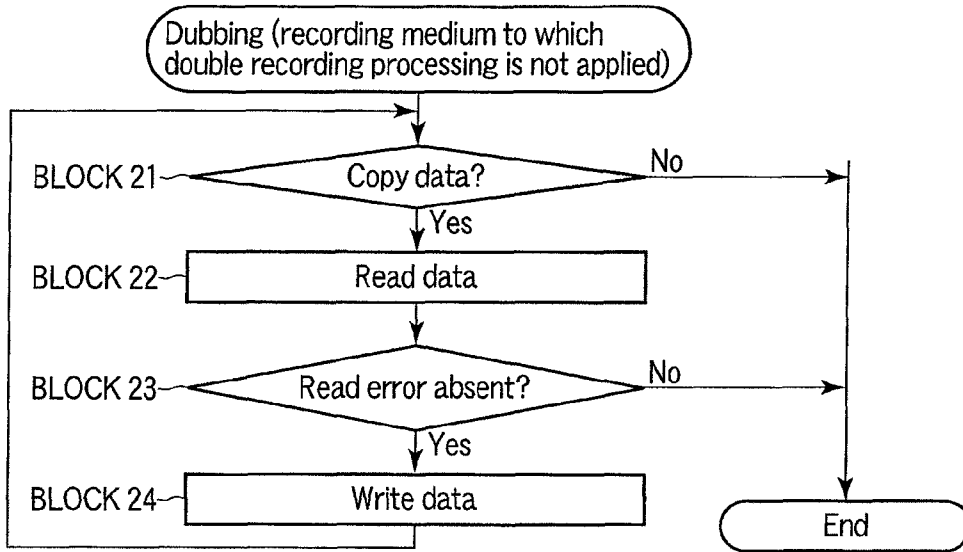 Dubbing (recording medium to which
double recording processing is not applied)
BLOCK 21
Copy data?
No
Yes
BLOCK 22
Read data
BLOCK 23
Read error absent?
No
Yes
BLOCK 24
Write data
End